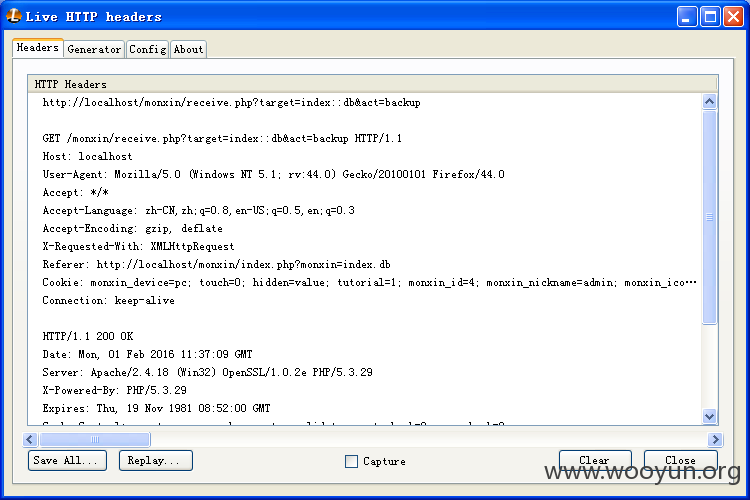 Live HTTP headers
Headers Generator Config About
HTTP Headers
http://localhost/monxin/receive.php?target=index::db&act=backup
GET /monxin/receive.php?target=index::db&act=backup HTTP/1.1
Host: localhost
User-Agent: Mozilla/5.0 (Windows NT 5.1; rv:44.0) Gecko/20100101 Firefox/44.0
Accept: */*
Accept-Language: zh-CN,zh;q=0.8,en-US;q=0.5,en;q=0.3
Accept-Encoding: gzip, deflate
X-Requested-With: XMLHttpRequest
Referer: http://localhost/monxin/index.php?monxin=index.db
Cookie: monxin_device=pc; touch=0; hidden=value; tutorial=1; monxin_id=4; monxin_nickname=admin; monxin_ico…
Connection: keep-alive
HTTP/1.1 200 OK
Date: Mon, 01 Feb 2016 11:37:09 GMT
Server: Apache/2.4.18 (Win32) OpenSSL/1.0.2e PHP/5.3.29
X-Powered-By: PHP/5.3.29
Expires: Thu, 19 Nov 1981 08:52:00 GMT
Save All... Replay... Capture Clear Close
www.wooyun.org